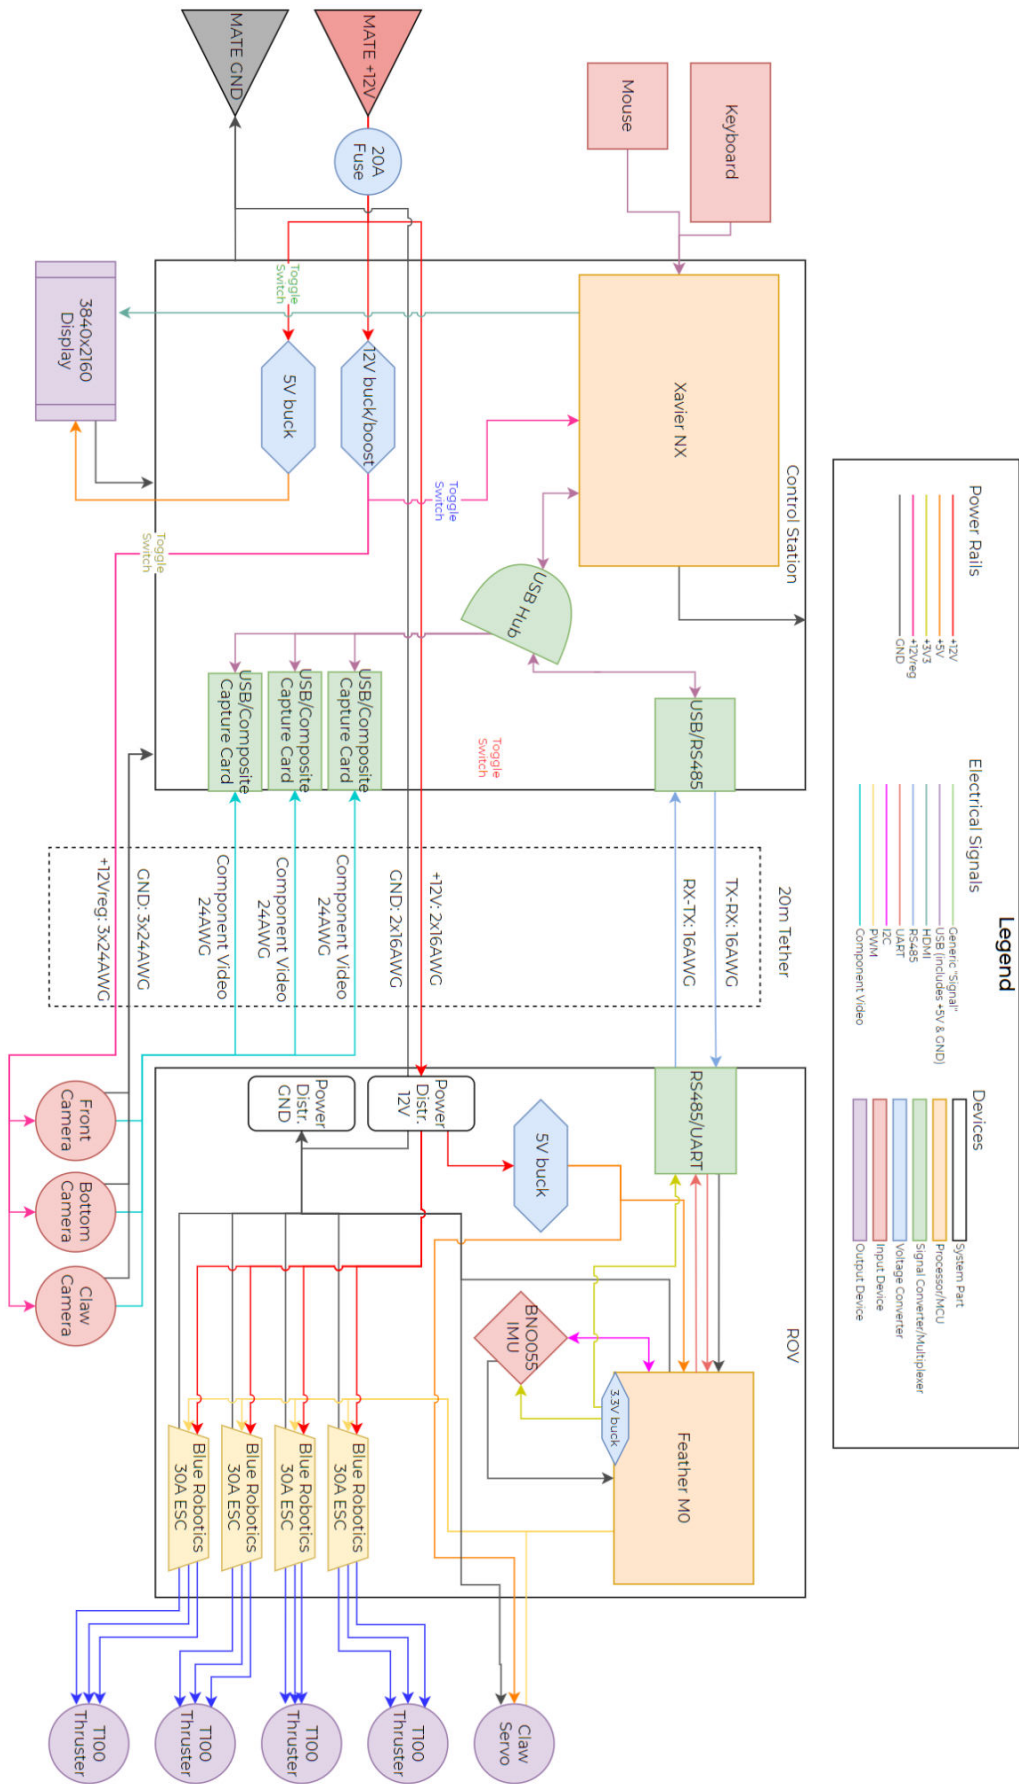 Legend
Power Rails
+12V
+5V
+3V3
+12Vreg
GND
Electrical Signals
Generic "Signal"
USB (includes +5V & GND)
HDMI
RS485
UART
I2C
PWM
Component Video
Devices
System Part
Processor/MCU
Signal Converter/Multiplexer
Voltage Converter
Input Device
Output Device
Keyboard
Mouse
MATE +12V
MATE GND
20A
Fuse
Control Station
Xavier NX
Toggle
Switch
12V buck/boost
5V buck
3840x2160
Display
Toggle
Switch
Toggle
Switch
USB Hub
USB/RS485
Toggle
Switch
USB/Composite
Capture Card
USB/Composite
Capture Card
USB/Composite
Capture Card
20m Tether
TX-RX: 16AWG
RX-TX: 16AWG
+12V: 2x16AWG
GND: 2x16AWG
Component Video
24AWG
Component Video
24AWG
Component Video
24AWG
GND: 3x24AWG
+12Vreg: 3x24AWG
ROV
RS485/UART
5V buck
Power
Distr.
12V
Power
Distr.
GND
Front
Camera
Bottom
Camera
Claw
Camera
BNO055
IMU
3.3V buck
Feather M0
Blue Robotics
30A ESC
Blue Robotics
30A ESC
Blue Robotics
30A ESC
Blue Robotics
30A ESC
Claw
Servo
T100
Thruster
T100
Thruster
T100
Thruster
T100
Thruster